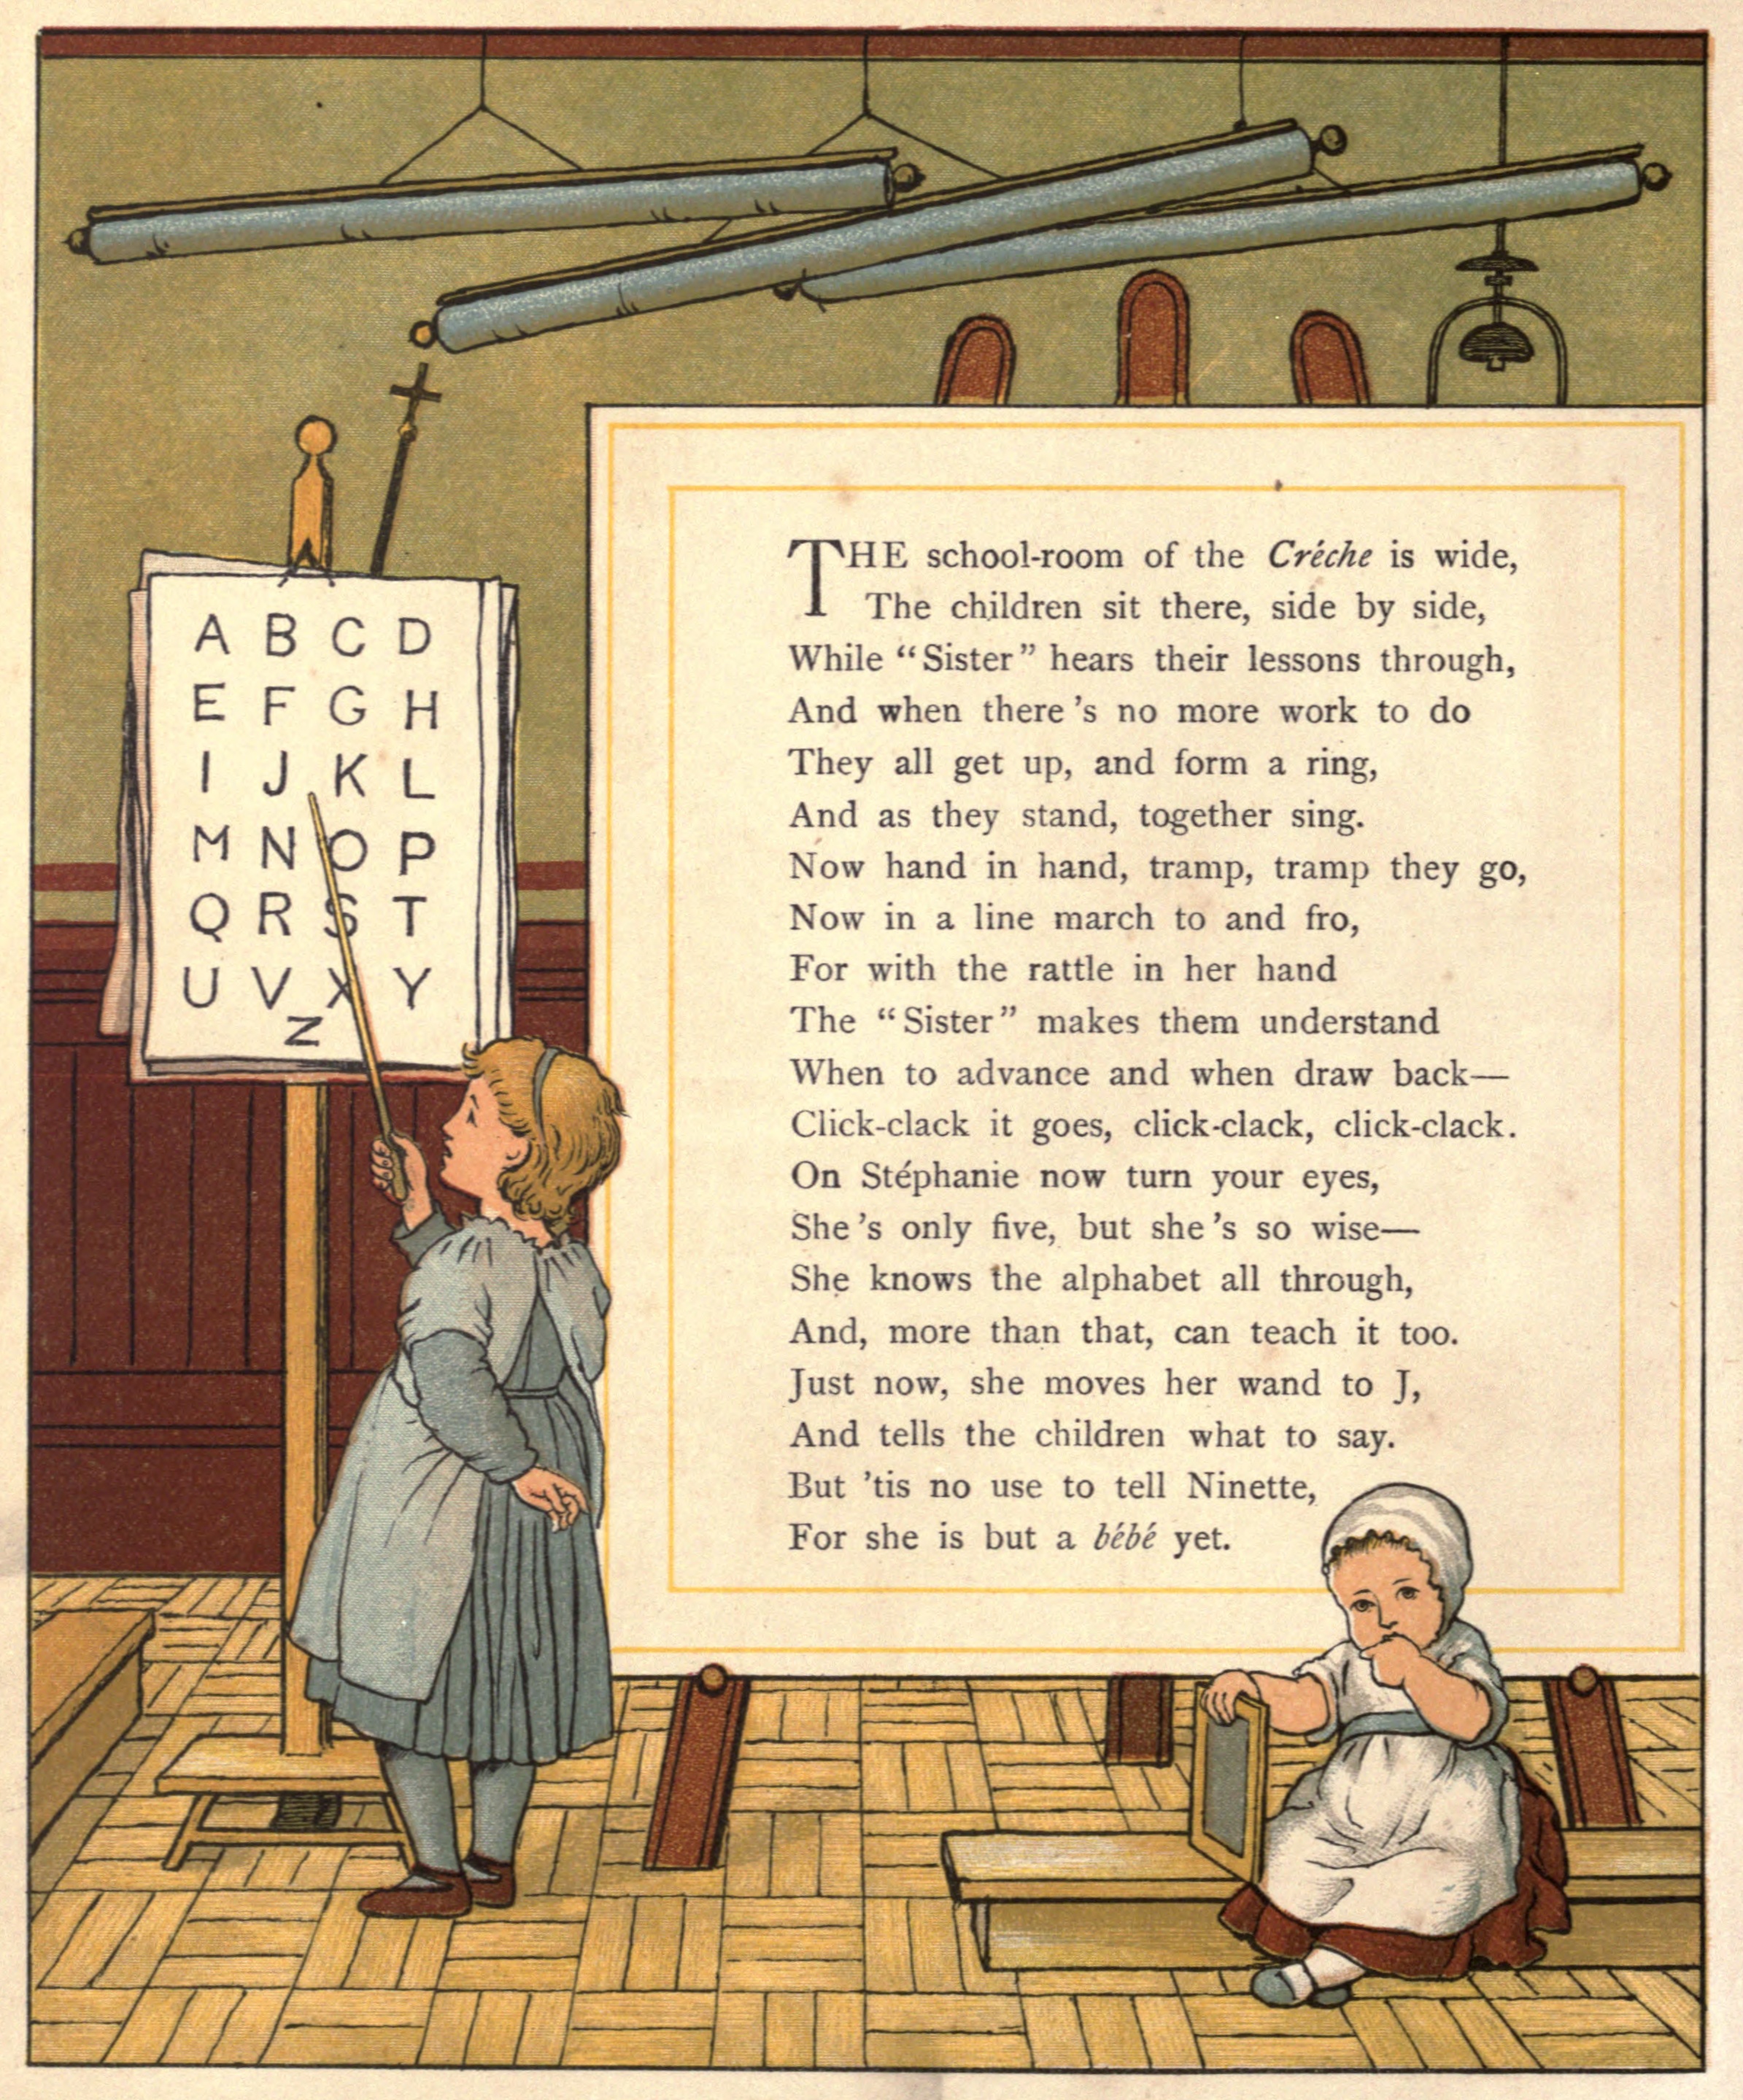 A B C D
E F G H
I J K L
M N O P
Q R S T
U V X Y
Z
THE school-room of the Créche is wide,
The children sit there, side by side,
While “Sister” hears their lessons through,
And when there’s no more work to do
They all get up, and form a ring,
And as they stand, together sing.
Now hand in hand, tramp, tramp they go,
Now in a line march to and fro,
For with the rattle in her hand
The “Sister” makes them understand
When to advance and when draw back—
Click-clack it goes, click-clack, click-clack.
On Stéphanie now turn your eyes,
She’s only five, but she’s so wise—
She knows the alphabet all through,
And, more than that, can teach it too.
Just now, she moves her wand to J,
And tells the children what to say.
But ’tis no use to tell Ninette,
For she is but a bébé yet.